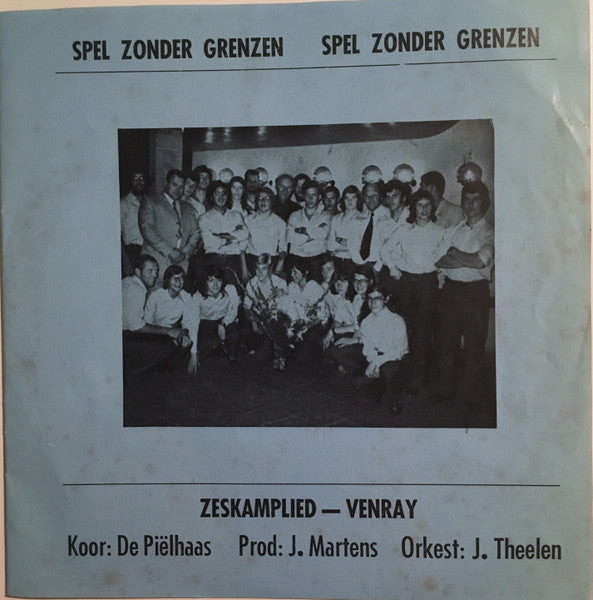 SPEL ZONDER GRENZEN SPEL ZONDER GRENZEN
ZESKAMPLIED — VENRAY
Koor: De Piëlhaas Prod: J. Martens Orkest: J. Theelen